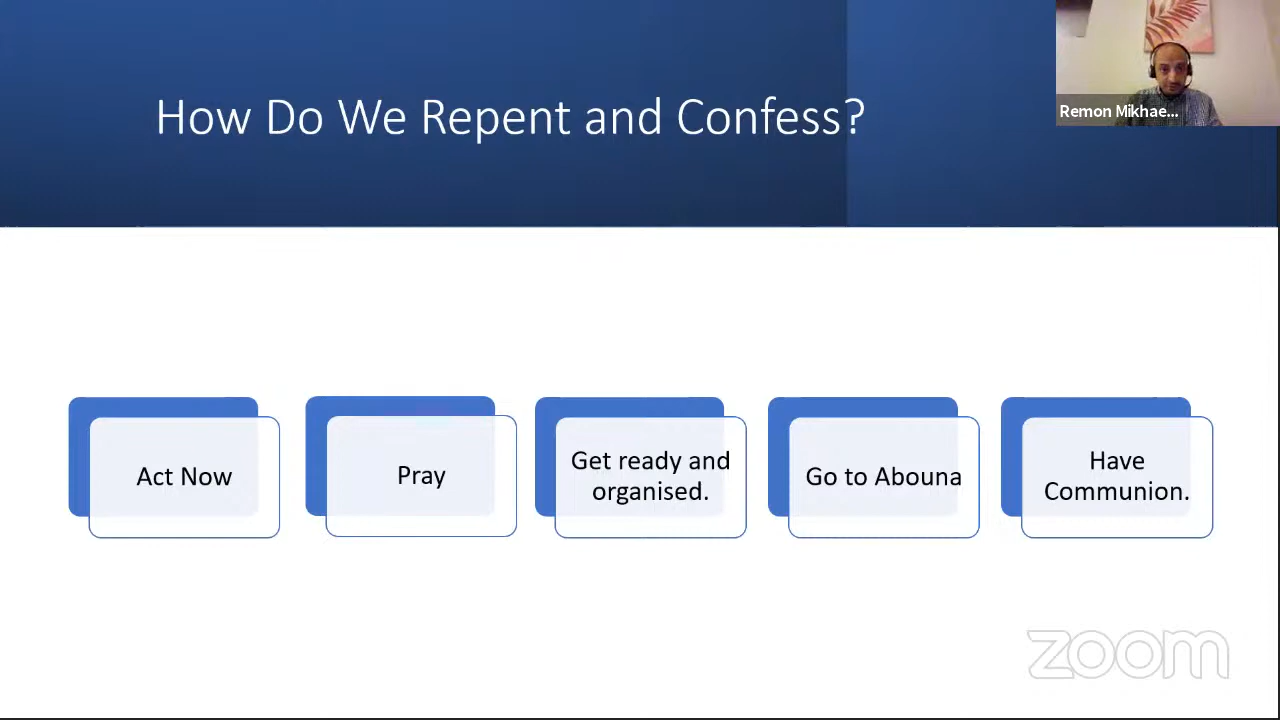 How Do We Repent and Confess?
Remon Mikhae...
Act Now
Pray
Get ready and
organised.
Go to Abouna
Have
Communion.
zoom